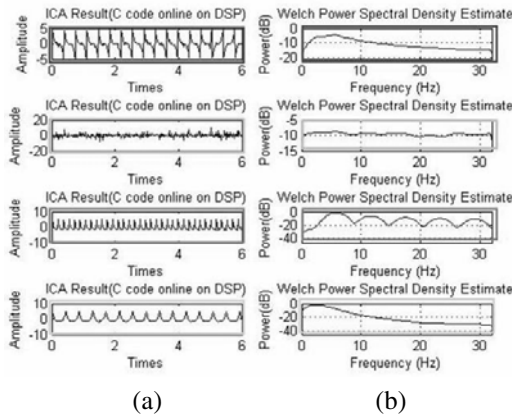 ICA Result(C code online on DSP)
Welch Power Spectral Density Estimate
Amplitude
5
0
-5
0 2 4 6
Times
Power(dB)
0
-10
-20
0 10 20 30
Frequency (Hz)
ICA Result(C code online on DSP)
Welch Power Spectral Density Estimate
Amplitude
20
0
-20
0 2 4 6
Times
Power(dB)
-5
-10
-15
0 10 20 30
Frequency (Hz)
ICA Result(C code online on DSP)
Welch Power Spectral Density Estimate
Amplitude
10
0
-10
0 2 4 6
Times
Power(dB)
0
-20
-40
0 10 20 30
Frequency (Hz)
ICA Result(C code online on DSP)
Welch Power Spectral Density Estimate
Amplitude
10
0
-10
0 2 4 6
Times
Power(dB)
0
-20
-40
0 10 20 30
Frequency (Hz)
(a)
(b)